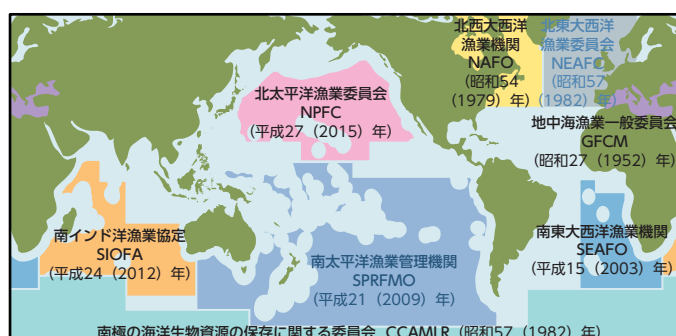 北西大西洋
漁業機関
NAFO
(昭和54
(1979)年)
北東大西洋
漁業委員会
NEAFC
(昭和57
(1982)年)
北太平洋漁業委員会
NPFC
(平成27(2015)年)
地中海漁業一般委員会
GFCM
(昭和27(1952)年)
南インド洋漁業協定
SIOFA
(平成24(2012)年)
南太平洋漁業管理機関
SPRFMO
(平成21(2009)年)
南東大西洋漁業機関
SEAFO
(平成15(2003)年)
南極の海洋生物資源の保存に関する委員会 CCAMLR(昭和57(1982)年)